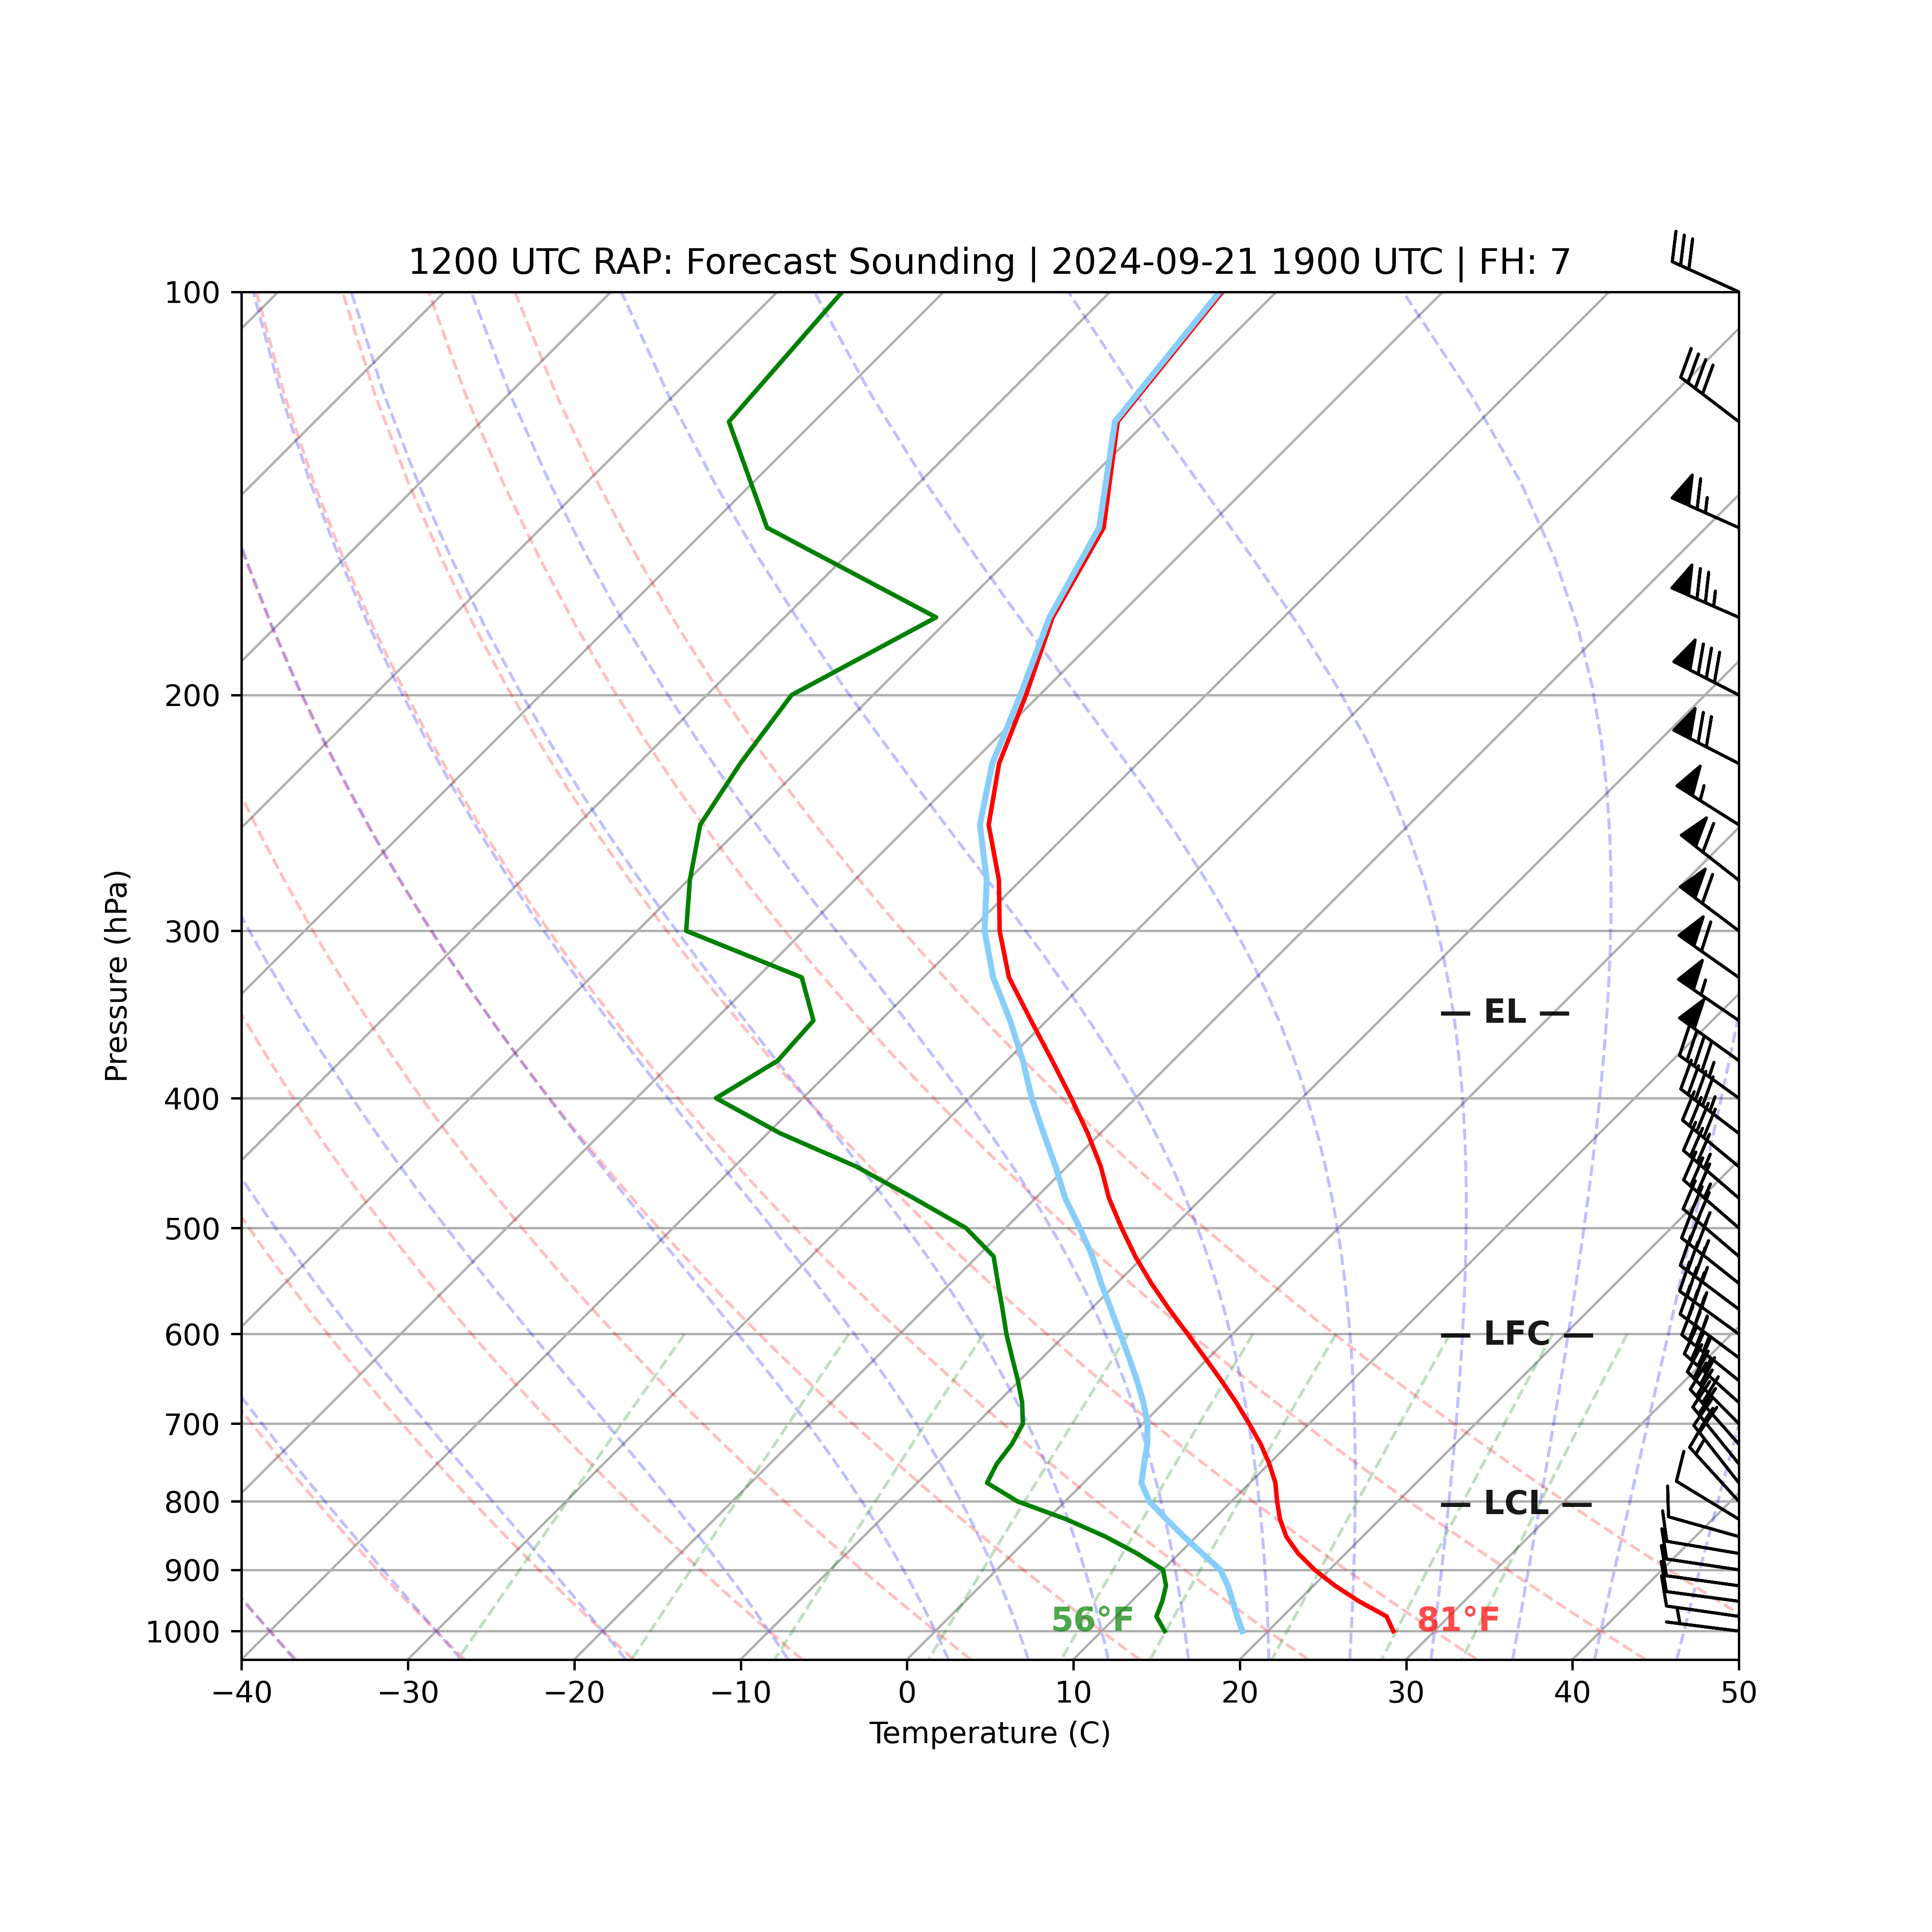 1200 UTC RAP: Forecast Sounding | 2024-09-21 1900 UTC | FH: 7
100
200
300
400
500
600
700
800
900
1000
Pressure (hPa)
— EL —
— LFC —
— LCL —
56°F
81°F
−40 −30 −20 −10 0 10 20 30 40 50
Temperature (C)